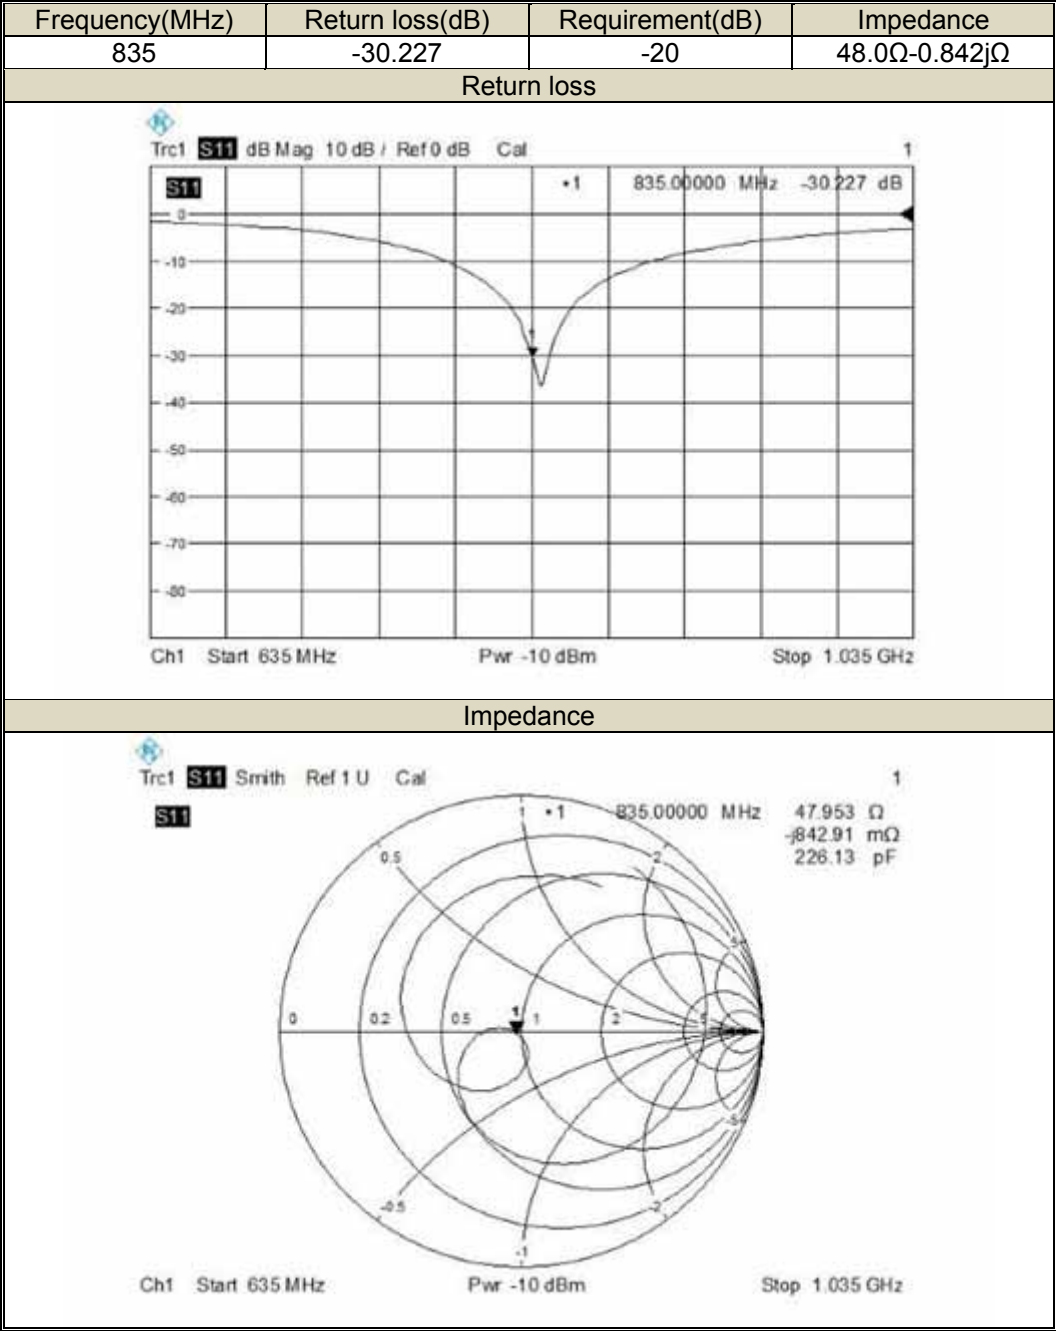 Frequency(MHz) Return loss(dB) Requirement(dB) Impedance
835 -30.227 -20 48.0Ω-0.842jΩ
Return loss
Trc1 S11 dB Mag 10 dB / Ref 0 dB Cal 1
S11 •1 835.00000 MHz -30.227 dB
0
-10
-20
1
-30
-40
-50
-60
-70
-80
Ch1 Start 635 MHz Pwr -10 dBm Stop 1.035 GHz
Impedance
Trc1 S11 Smith Ref 1 U Cal 1
S11 1 •1 835.00000 MHz 47.953 Ω
-j842.91 mΩ
226.13 pF
0.5 2
5
0 0.2 0.5 1 1 2 5
-5
-0.5 -2
-1
Ch1 Start 635 MHz Pwr -10 dBm Stop 1.035 GHz